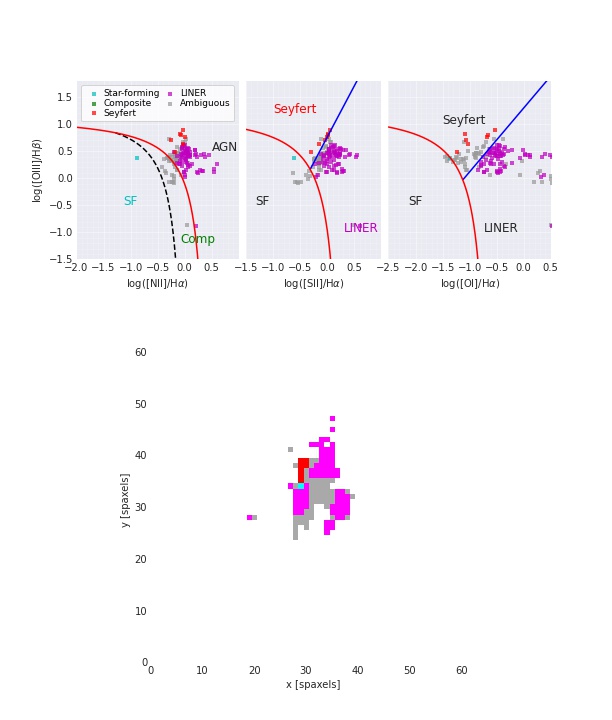 Star-forming
Composite
Seyfert
LINER
Ambiguous
AGN
SF
Comp
Seyfert
SF
LINER
Seyfert
SF
LINER
1.5
1.0
0.5
0.0
−0.5
−1.0
−1.5
log([OIII]/Hβ)
−2.0 −1.5 −1.0 −0.5 0.0 0.5
−1.5 −1.0 −0.5 0.0 0.5
−2.5 −2.0 −1.5 −1.0 −0.5 0.0 0.5
log([NII]/Hα)
log([SII]/Hα)
log([OI]/Hα)
60
50
40
30
20
10
0
y [spaxels]
0 10 20 30 40 50 60
x [spaxels]